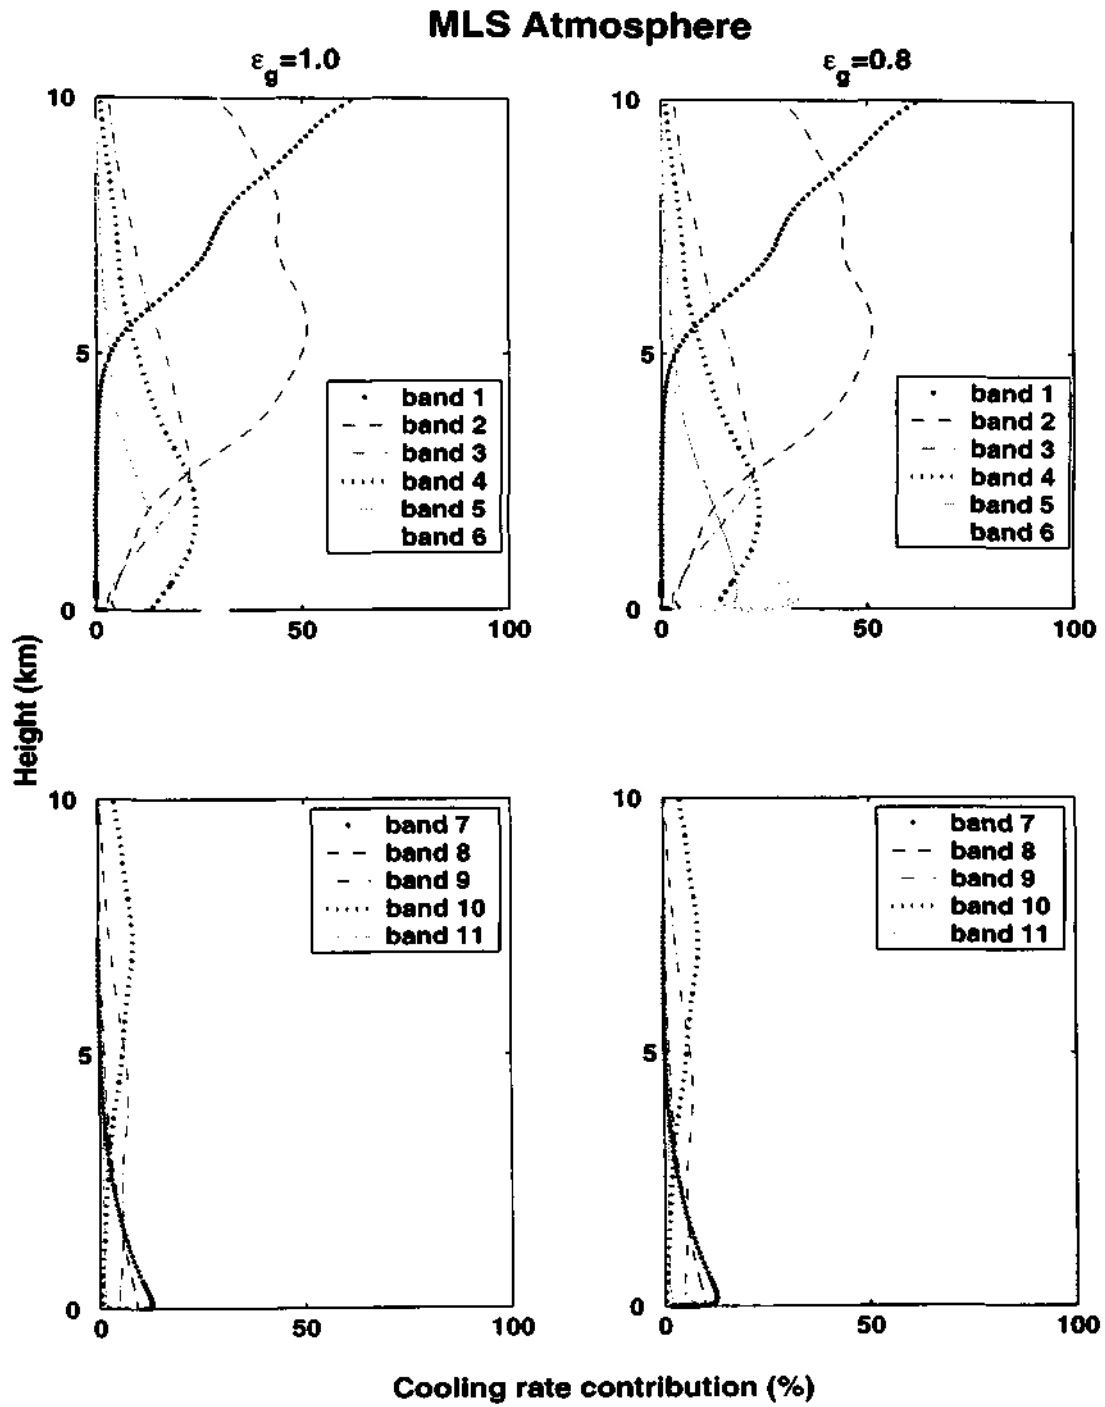 MLS Atmosphere
εg=1.0
εg=0.8
10
5
0
0
50
100
band 1
band 2
band 3
band 4
band 5
band 6
10
5
0
0
50
100
band 1
band 2
band 3
band 4
band 5
band 6
Height (km)
10
5
0
0
50
100
band 7
band 8
band 9
band 10
band 11
10
5
0
0
50
100
band 7
band 8
band 9
band 10
band 11
Cooling rate contribution (%)